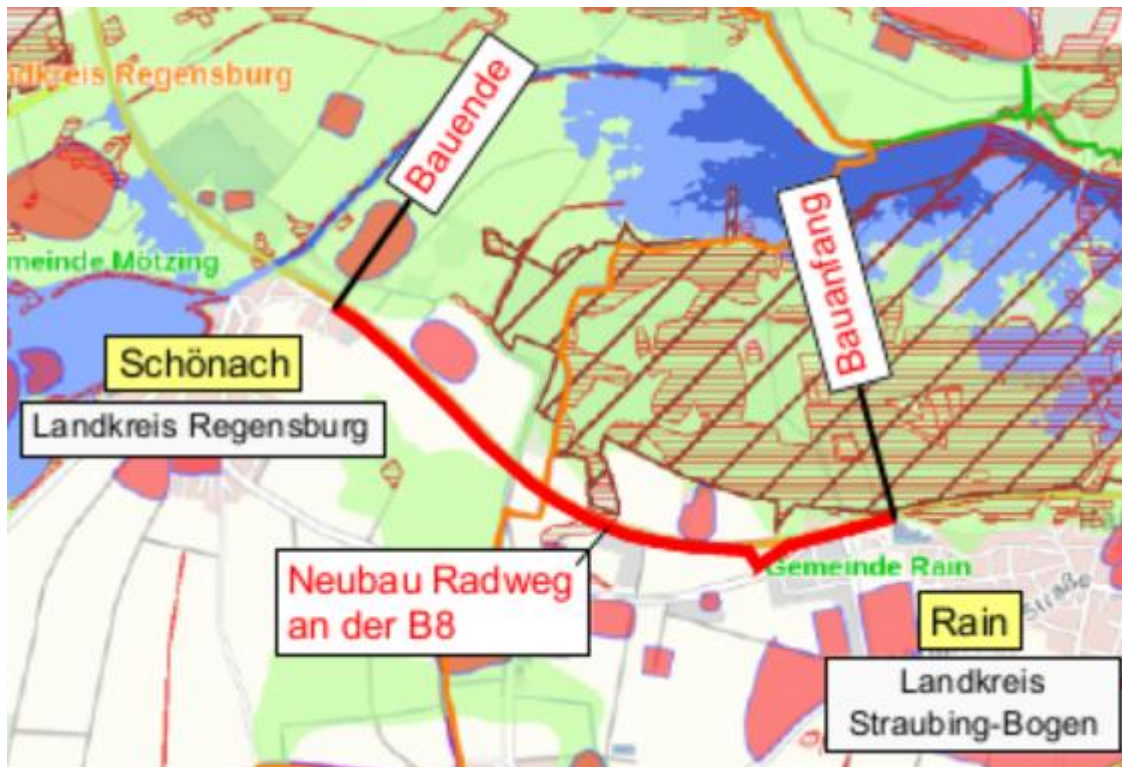 ndkreis Regensburg
Bauende
meinde Mötzing
Bauanfang
Schönach
Landkreis Regensburg
Neubau Radweg
an der B8
Gemeinde Rain
Straße
Rain
Landkreis
Straubing-Bogen